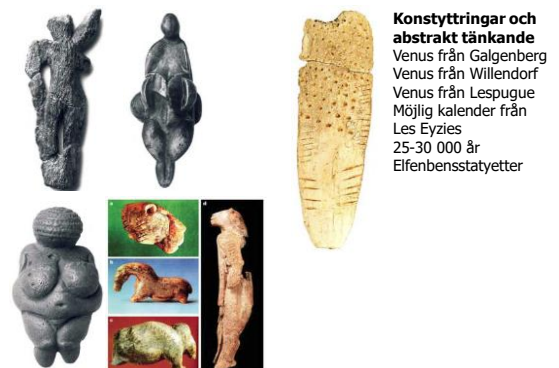 Konstyttringar och
abstrakt tänkande
Venus från Galgenberg
Venus från Willendorf
Venus från Lespugue
Möjlig kalender från
Les Eyzies
25-30 000 år
Elfenbensstatyetter
a
b
c
d